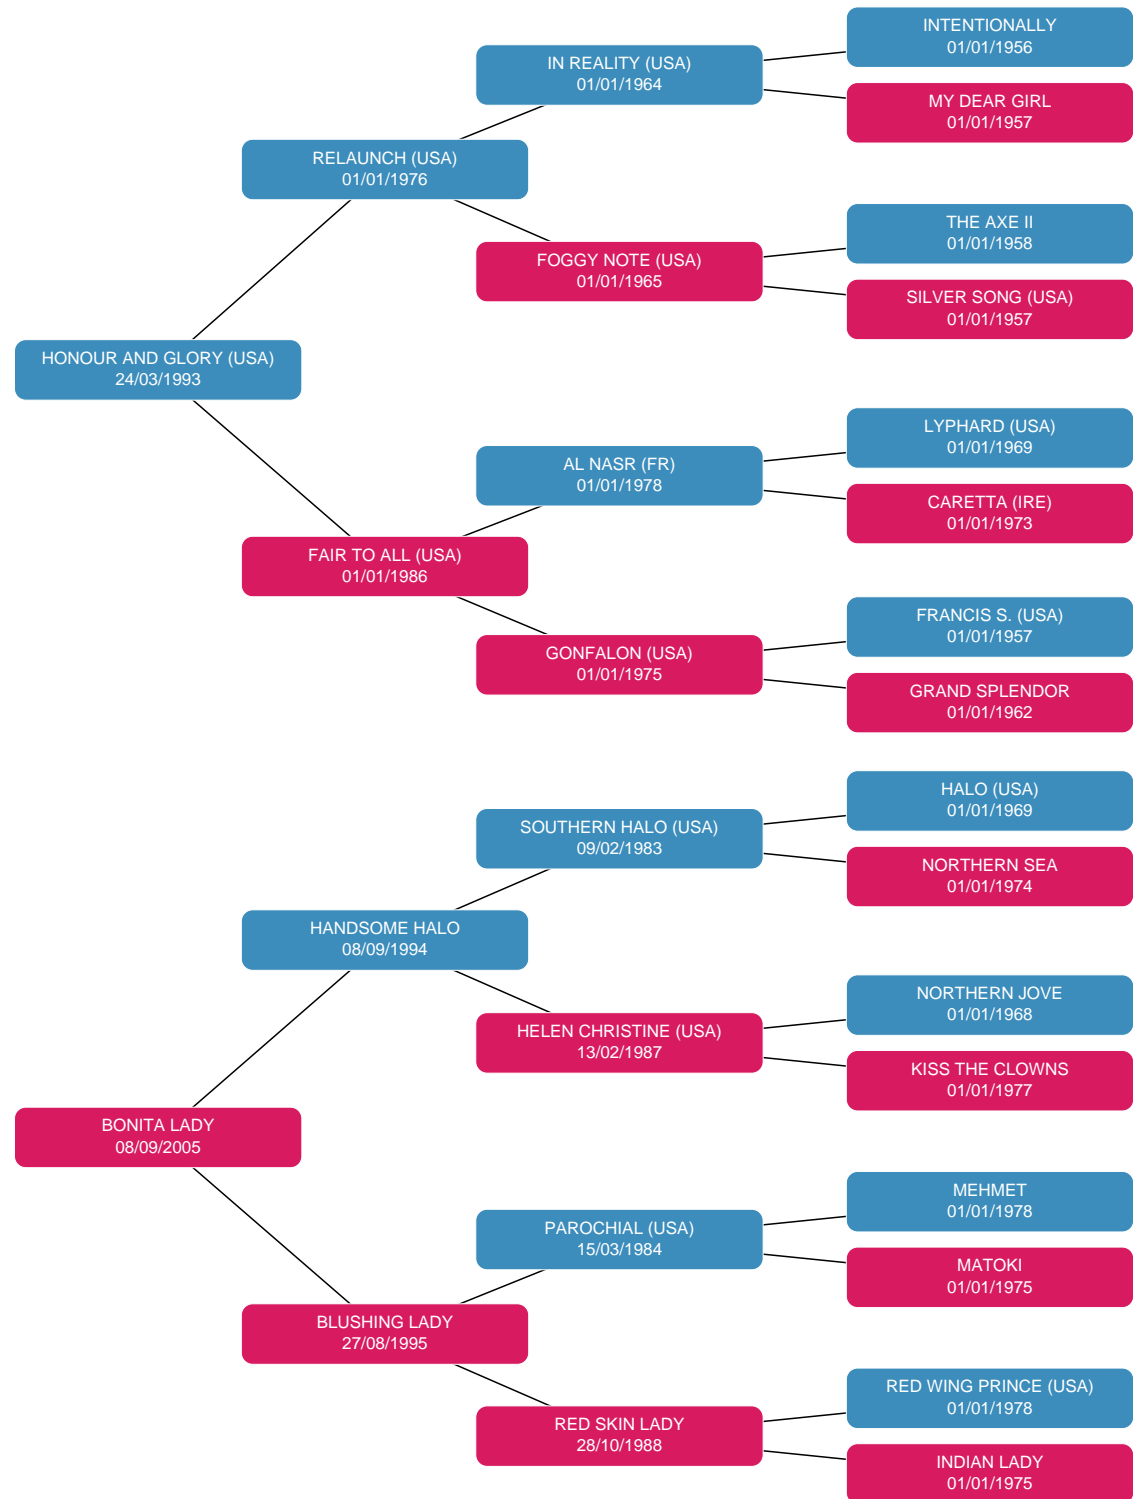 INTENTIONALLY
01/01/1956
IN REALITY (USA)
01/01/1964
MY DEAR GIRL
01/01/1957
RELAUNCH (USA)
01/01/1976
THE AXE II
01/01/1958
FOGGY NOTE (USA)
01/01/1965
SILVER SONG (USA)
01/01/1957
HONOUR AND GLORY (USA)
24/03/1993
LYPHARD (USA)
01/01/1969
AL NASR (FR)
01/01/1978
CARETTA (IRE)
01/01/1973
FAIR TO ALL (USA)
01/01/1986
FRANCIS S. (USA)
01/01/1957
GONFALON (USA)
01/01/1975
GRAND SPLENDOR
01/01/1962
HALO (USA)
01/01/1969
SOUTHERN HALO (USA)
09/02/1983
NORTHERN SEA
01/01/1974
HANDSOME HALO
08/09/1994
NORTHERN JOVE
01/01/1968
HELEN CHRISTINE (USA)
13/02/1987
KISS THE CLOWNS
01/01/1977
BONITA LADY
08/09/2005
MEHMET
01/01/1978
PAROCHIAL (USA)
15/03/1984
MATOKI
01/01/1975
BLUSHING LADY
27/08/1995
RED WING PRINCE (USA)
01/01/1978
RED SKIN LADY
28/10/1988
INDIAN LADY
01/01/1975